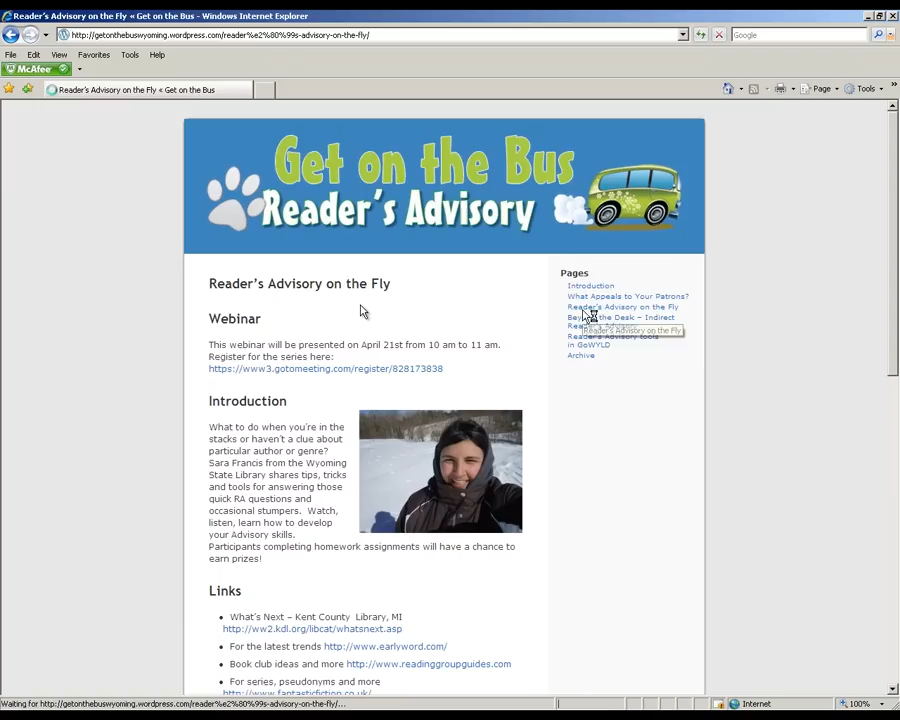 Reader's Advisory on the Fly « Get on the Bus - Windows Internet Explorer
http://getonthebuswyoming.wordpress.com/reader%e2%80%99s-advisory-on-the-fly/
Google
File Edit View Favorites Tools Help
McAfee
Reader's Advisory on the Fly « Get on the Bus
Page Tools
Get on the Bus
Reader's Advisory
Reader's Advisory on the Fly
Webinar
This webinar will be presented on April 21st from 10 am to 11 am.
Register for the series here:
https://www3.gotomeeting.com/register/828173838
Introduction
What to do when you're in the
stacks or haven't a clue about
particular author or genre?
Sara Francis from the Wyoming
State Library shares tips, tricks
and tools for answering those
quick RA questions and
occasional stumpers. Watch,
listen, learn how to develop
your Advisory skills.
Participants completing homework assignments will have a chance to
earn prizes!
Links
What's Next – Kent County Library, MI
http://ww2.kdl.org/libcat/whatsnext.asp
For the latest trends http://www.earlyword.com/
Book club ideas and more http://www.readinggroupguides.com
For series, pseudonyms and more
http://www.fantasticfiction.co.uk/
Pages
Introduction
What Appeals to Your Patrons?
Reader's Advisory on the Fly
the Desk – Indirect
Reader's Advisory on the Fly
Reader's Advisory tools
in GoWYLD
Archive
Waiting for http://getonthebuswyoming.wordpress.com/reader%e2%80%99s-advisory-on-the-fly/...
Internet
100%